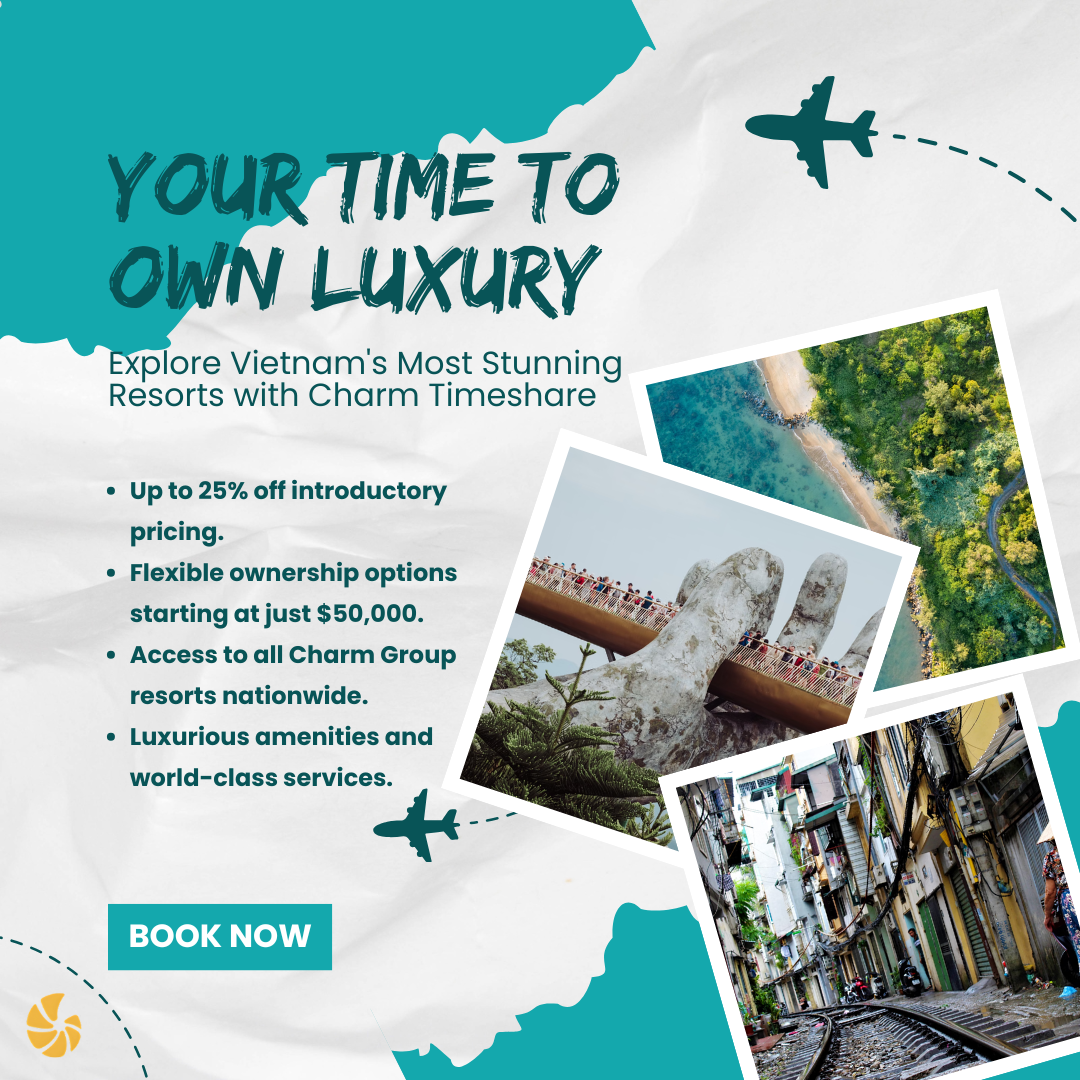 YOUR TIME TO
OWN LUXURY
Explore Vietnam's Most Stunning
Resorts with Charm Timeshare
• Up to 25% off introductory
pricing.
• Flexible ownership options
starting at just $50,000.
• Access to all Charm Group
resorts nationwide.
• Luxurious amenities and
world-class services.
BOOK NOW